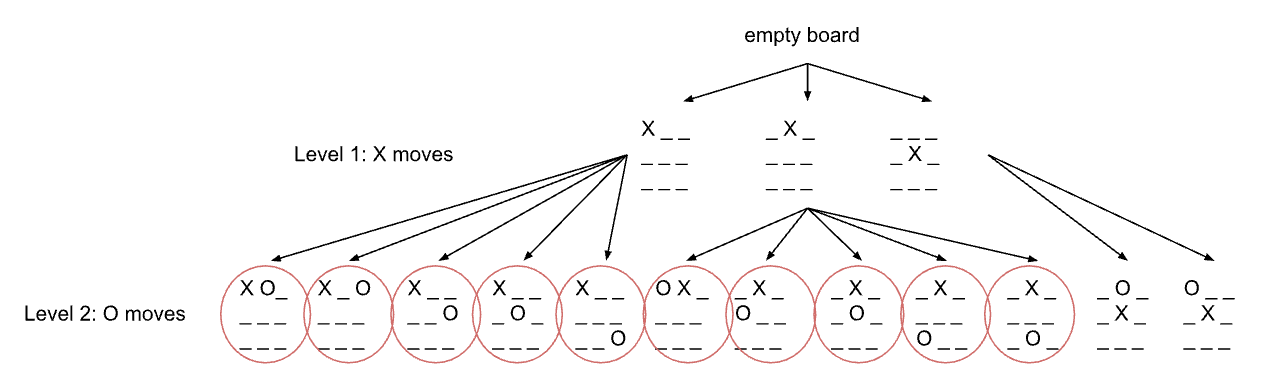 empty board
X _ _ _ X _ _ _ _
Level 1: X moves
_ _ _ _ _ _ _ X _
_ _ _ _ _ _ _ _ _
X O _ X _ O X _ _ X _ _ X _ _ O X _ _ X _ _ X _ _ X _ _ X _ _ O _ O _ _
Level 2: O moves
_ _ _ _ _ _ _ _ O _ O _ _ _ _ _ _ _ O _ _ _ O _ _ _ _ _ _ _ _ X _ _ X _
_ _ _ _ _ _ _ _ _ _ _ _ _ _ O _ _ _ _ _ _ _ _ _ O _ _ _ O _ _ _ _ _ _ _